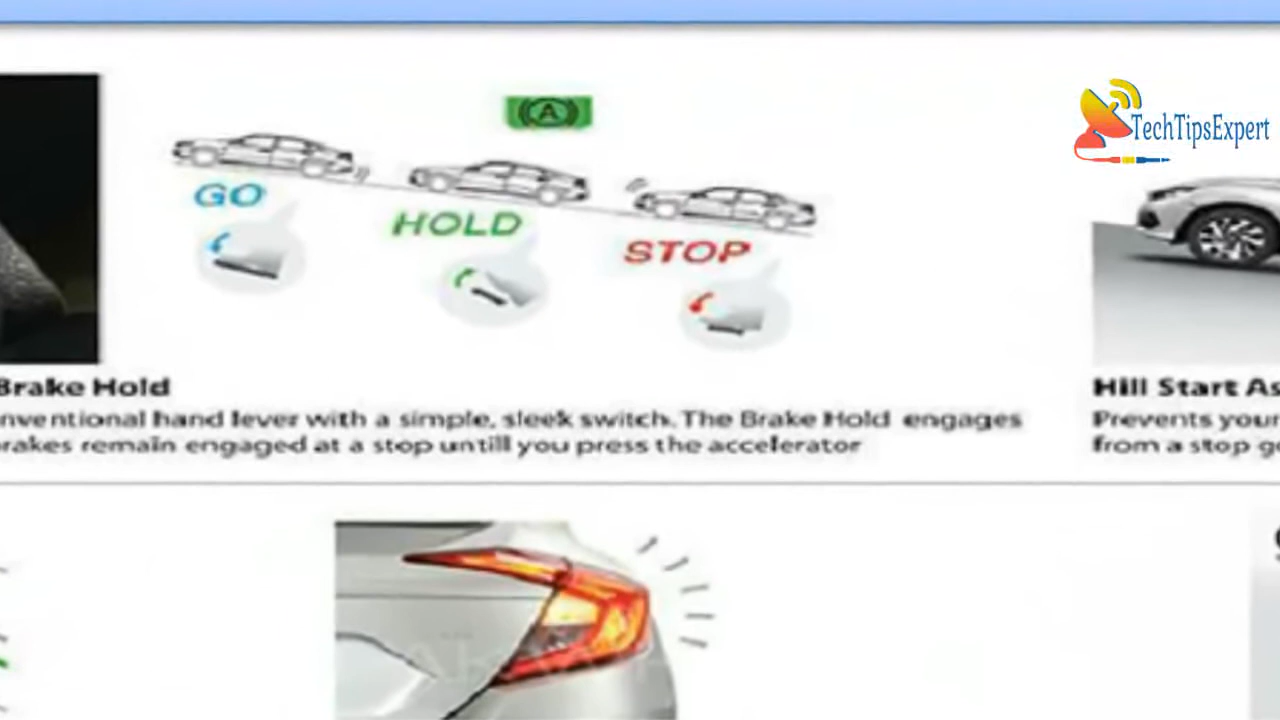 A
TechTipsExpert
GO
HOLD
STOP
Brake Hold
nventional hand lever with a simple, sleek switch. The Brake Hold engages
rakes remain engaged at a stop untill you press the accelerator
Hill Start As
Prevents your
from a stop g